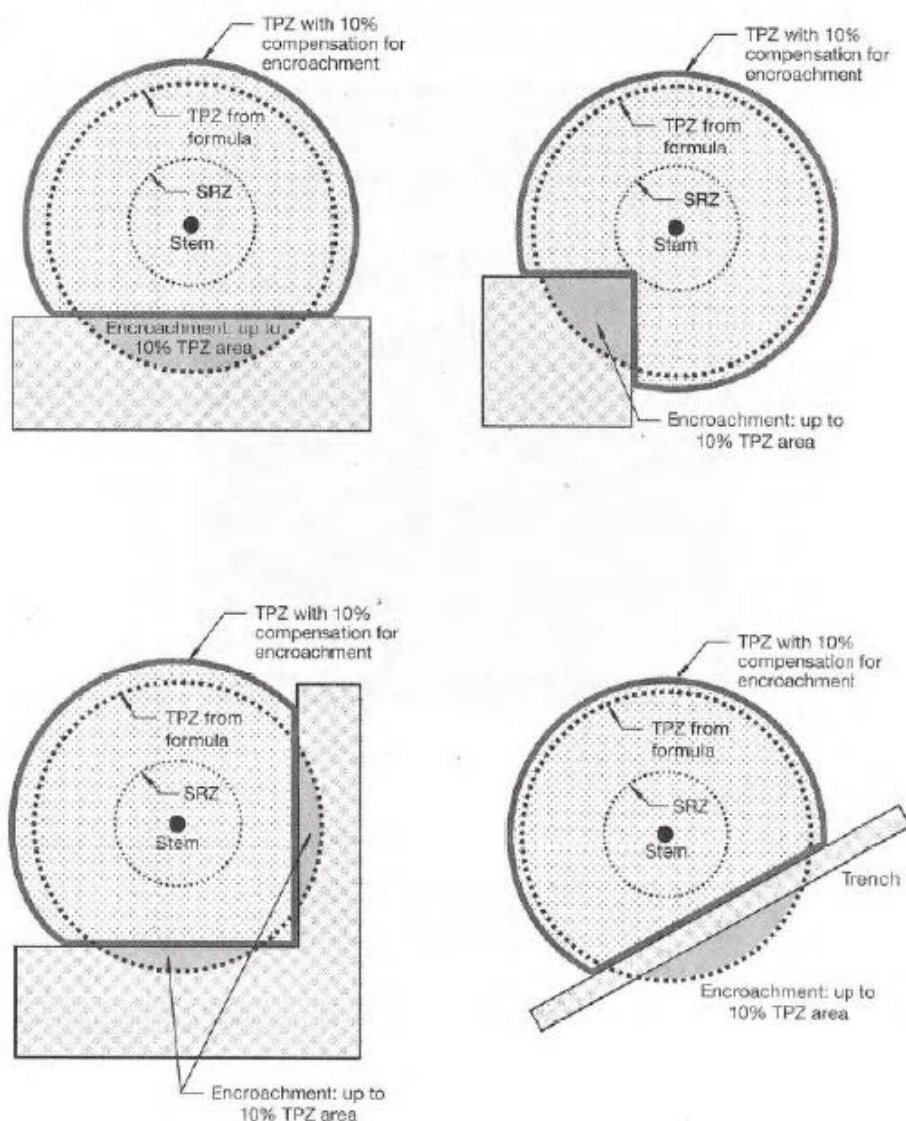 TPZ with 10%
compensation for
encroachment
TPZ from
formula
SRZ
Stem
Encroachment: up to
10% TPZ area
TPZ with 10%
compensation for
encroachment
TPZ from
formula
SRZ
Stem
Encroachment: up to
10% TPZ area
TPZ with 10%
compensation for
encroachment
TPZ from
formula
SRZ
Stem
Encroachment: up to
10% TPZ area
TPZ with 10%
compensation for
encroachment
TPZ from
formula
SRZ
Stem
Trench
Encroachment: up to
10% TPZ area